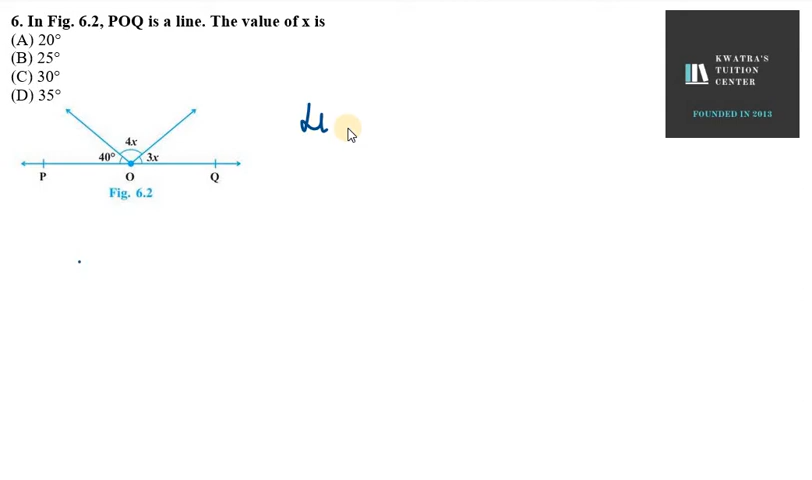 6. In Fig. 6.2, POQ is a line. The value of x is
(A) 20°
(B) 25°
(C) 30°
(D) 35°
4x
40°
3x
P
O
Q
Fig. 6.2
KWATRA'S
TUITION
CENTER
FOUNDED IN 2013